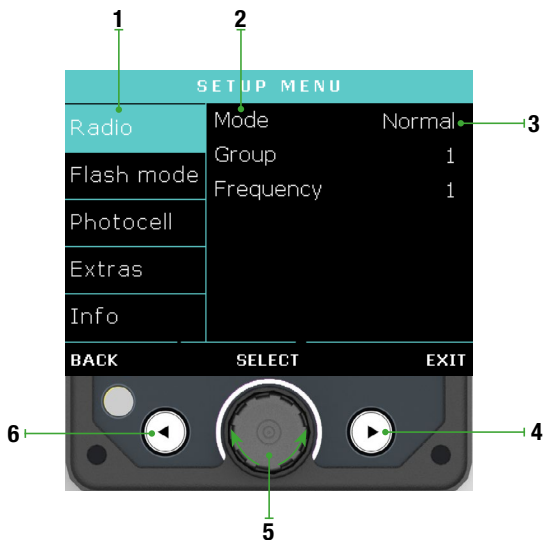 1 2
SETUP MENU
Radio Mode Normal 3
Group 1
Flash mode
Frequency 1
Photocell
Extras
Info
BACK SELECT EXIT
6 4
5